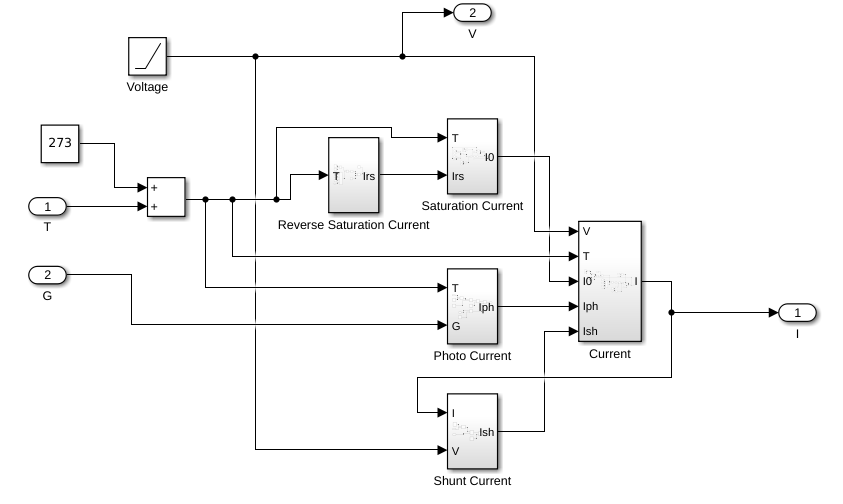 2
V
Voltage
273
T
I0
Irs
Saturation Current
T
Irs
Reverse Saturation Current
+
+
1
T
2
G
V
T
I0
I
Iph
Ish
Current
T
Iph
G
Photo Current
1
I
I
Ish
V
Shunt Current